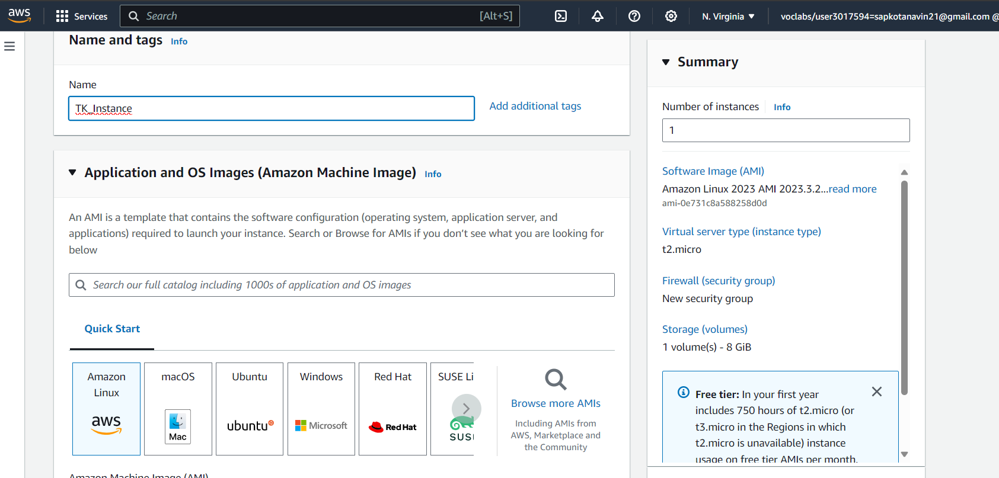 aws
Services
Search
[Alt+S]
N. Virginia
voclabs/user3017594=sapkotanavin21@gmail.com @
Name and tags Info
Name
TK_Instance
Add additional tags
Application and OS Images (Amazon Machine Image) Info
An AMI is a template that contains the software configuration (operating system, application server, and
applications) required to launch your instance. Search or Browse for AMIs if you don’t see what you are looking for
below
Search our full catalog including 1000s of application and OS images
Quick Start
Amazon
Linux
aws
macOS
Mac
Ubuntu
ubuntu
Windows
Microsoft
Red Hat
Red Hat
SUSE Li
SUS
Browse more AMIs
Including AMIs from
AWS, Marketplace and
the Community
Amazon Machine Image (AMI)
Summary
Number of instances Info
1
Software Image (AMI)
Amazon Linux 2023 AMI 2023.3.2...read more
ami-0e731c8a588258d0d
Virtual server type (instance type)
t2.micro
Firewall (security group)
New security group
Storage (volumes)
1 volume(s) - 8 GiB
Free tier: In your first year
includes 750 hours of t2.micro (or
t3.micro in the Regions in which
t2.micro is unavailable) instance
usage on free tier AMIs per month,